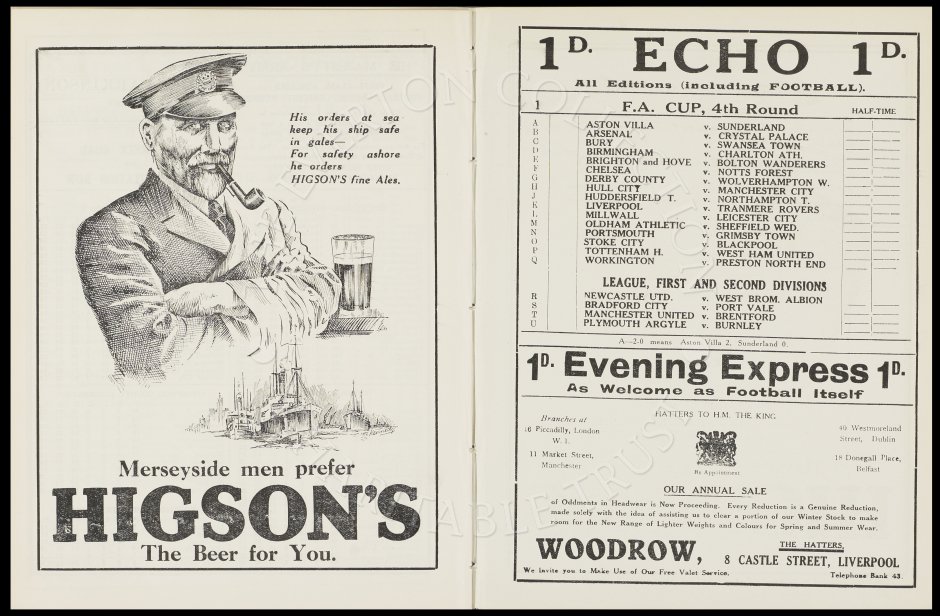 His orders at sea
keep his ship safe
in gales—
For safety ashore
he orders
HIGSON'S fine Ales.
Merseyside men prefer
HIGSON'S
The Beer for You.
1D. ECHO 1D.
All Editions (including FOOTBALL).
1 F.A. CUP, 4th Round HALF-TIME
A ASTON VILLA v. SUNDERLAND
B ARSENAL v. CRYSTAL PALACE
C BURY v. SWANSEA TOWN
D BIRMINGHAM v. CHARLTON ATH.
E BRIGHTON and HOVE v. BOLTON WANDERERS
F CHELSEA v. NOTTS FOREST
G DERBY COUNTY v. WOLVERHAMPTON W.
H HULL CITY v. MANCHESTER CITY
J HUDDERSFIELD T. v. NORTHAMPTON T.
K LIVERPOOL v. TRANMERE ROVERS
L MILLWALL v. LEICESTER CITY
M OLDHAM ATHLETIC v. SHEFFIELD WED.
N PORTSMOUTH v. GRIMSBY TOWN
O STOKE CITY v. BLACKPOOL
P TOTTENHAM H. v. WEST HAM UNITED
Q WORKINGTON v. PRESTON NORTH END
LEAGUE, FIRST AND SECOND DIVISIONS
R NEWCASTLE UTD. v. WEST BROM. ALBION
S BRADFORD CITY v. PORT VALE
T MANCHESTER UNITED v. BRENTFORD
U PLYMOUTH ARGYLE v. BURNLEY
A—2-0 means Aston Villa 2, Sunderland 0.
1D. Evening Express 1D.
As Welcome as Football Itself
HATTERS TO H.M. THE KING
Branches at
16 Piccadilly, London
W.1.
11 Market Street,
Manchester
By Appointment
40 Westmoreland
Street, Dublin
18 Donegall Place,
Belfast
OUR ANNUAL SALE
of Oddments in Headwear is Now Proceeding. Every Reduction is a Genuine Reduction,
made solely with the idea of assisting us to clear a portion of our Winter Stock to make
room for the New Range of Lighter Weights and Colours for Spring and Summer Wear.
WOODROW, THE HATTERS,
8 CASTLE STREET, LIVERPOOL
We Invite you to Make Use of Our Free Valet Service. Telephone Bank 43.